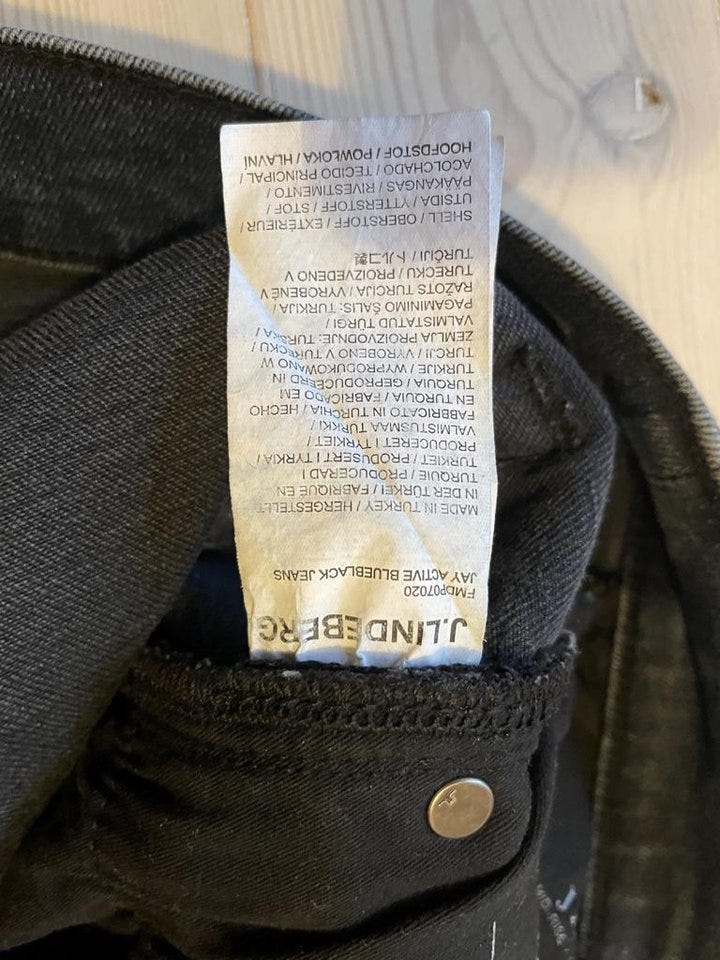 J.LINDEBERG
FMDP07020
JAY ACTIVE BLUEBLACK JEANS
MADE IN TURKEY / HERGESTELLT
IN DER TÜRKEI / FABRIQUÉ EN
TURQUIE / PRODUCERAD I
TURKIET / PRODUSERT I TYRKIA /
PRODUCERET I TYRKIET /
VALMISTUSMAA TURKKI /
FABBRICATO IN TURCHIA / HECHO
EN TURQUIA / FABRICADO EM
TURQUIA / GEPRODUCEERD IN
TURKIJE / WYPRODUKOWANO W
TURCJI / VYROBENO V TURECKU /
ZEMLJA PROIZVODNJE: TURSKA /
VALMISTATUD TÜRGI /
PAGAMINIMO ŠALIS: TURKIJA /
RAŽOTS TURCIJA / VYROBENÉ V
TURECKU / PROIZVEDENO V
TURČIJI / トルコ製
SHELL / OBERSTOFF / EXTÉRIEUR /
UTSIDA / YTTERSTOFF / STOF /
PÄÄKANGAS / RIVESTIMENTO /
ACOLCHADO / TECIDO PRINCIPAL /
HOOFDSTOF / POWŁOKA / HLAVNÍ